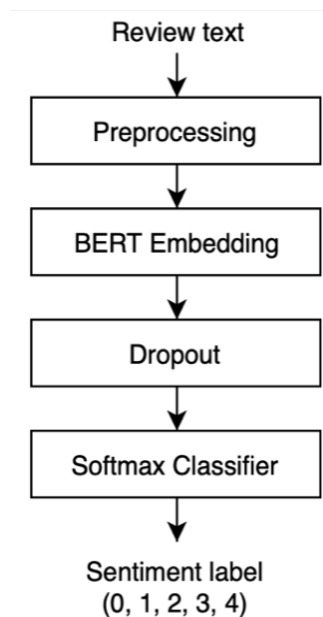 Review text
Preprocessing
BERT Embedding
Dropout
Softmax Classifier
Sentiment label
(0, 1, 2, 3, 4)